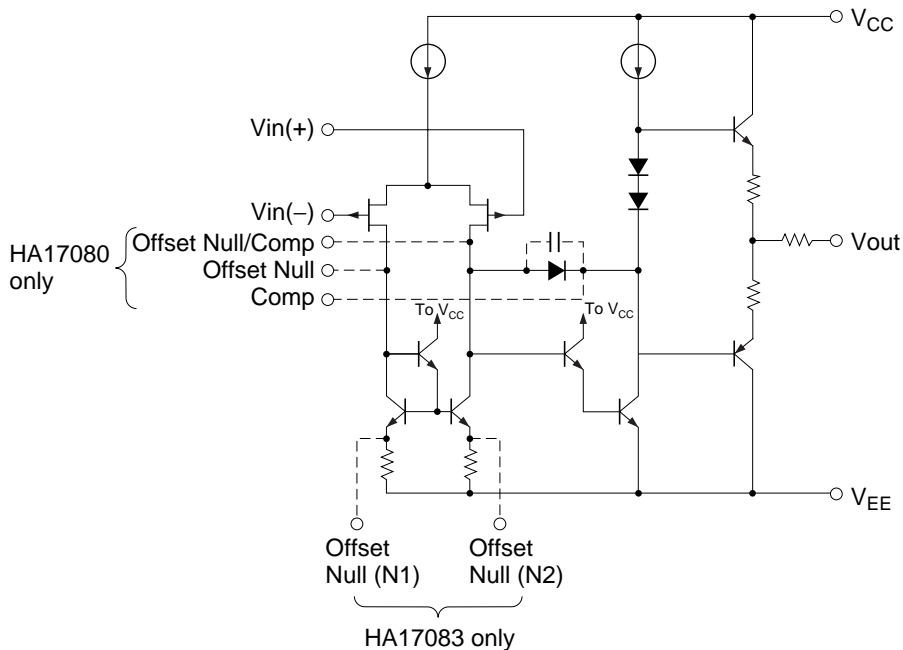 V_CC
Vin(+)
Vin(−)
HA17080
only
Offset Null/Comp
Offset Null
Comp
Vout
To V_CC
To V_CC
V_EE
Offset
Null (N1)
Offset
Null (N2)
HA17083 only